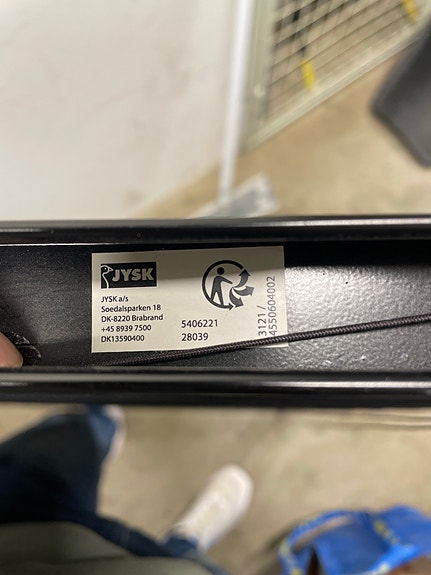 JYSK
JYSK a/s
Soedalsparken 18
DK-8220 Brabrand
+45 8939 7500
DK13590400
5406221
28039
3121 /
4550604002